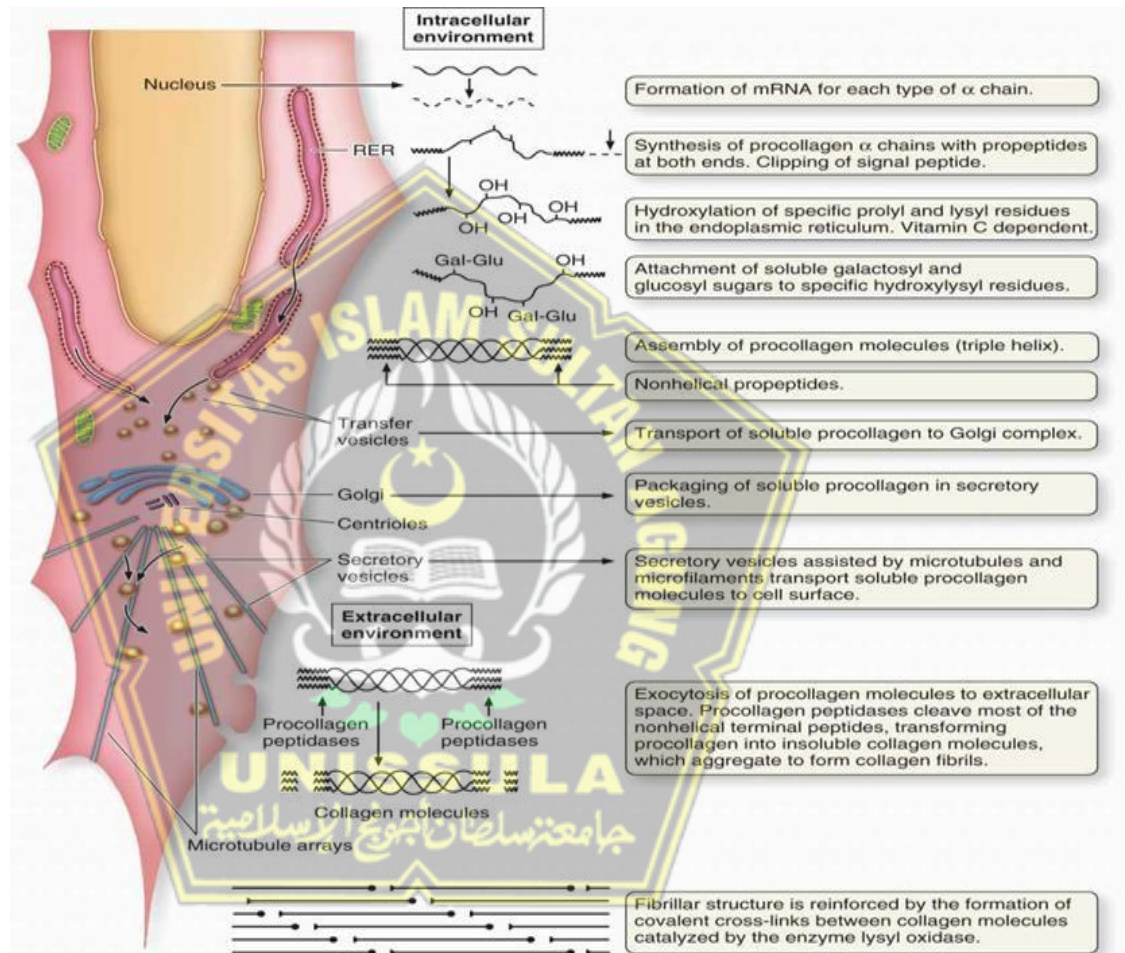 Intracellular
environment
Nucleus
Formation of mRNA for each type of α chain.
RER
Synthesis of procollagen α chains with propeptides
at both ends. Clipping of signal peptide.
OH
OH
OH
OH
Hydroxylation of specific prolyl and lysyl residues
in the endoplasmic reticulum. Vitamin C dependent.
Gal-Glu
OH
OH
Gal-Glu
Attachment of soluble galactosyl and
glucosyl sugars to specific hydroxylysyl residues.
Assembly of procollagen molecules (triple helix).
Nonhelical propeptides.
Transfer
vesicles
Transport of soluble procollagen to Golgi complex.
Golgi
Packaging of soluble procollagen in secretory
vesicles.
Centrioles
Secretory
vesicles
Secretory vesicles assisted by microtubules and
microfilaments transport soluble procollagen
molecules to cell surface.
Extracellular
environment
Procollagen
peptidases
Procollagen
peptidases
Exocytosis of procollagen molecules to extracellular
space. Procollagen peptidases cleave most of the
nonhelical terminal peptides, transforming
procollagen into insoluble collagen molecules,
which aggregate to form collagen fibrils.
Collagen molecules
Microtubule arrays
Fibrillar structure is reinforced by the formation of
covalent cross-links between collagen molecules
catalyzed by the enzyme lysyl oxidase.
UNIVERSITAS ISLAM SULTAN AGUNG
UNISSULA
جامعة سلطان أجونج الإسلامية